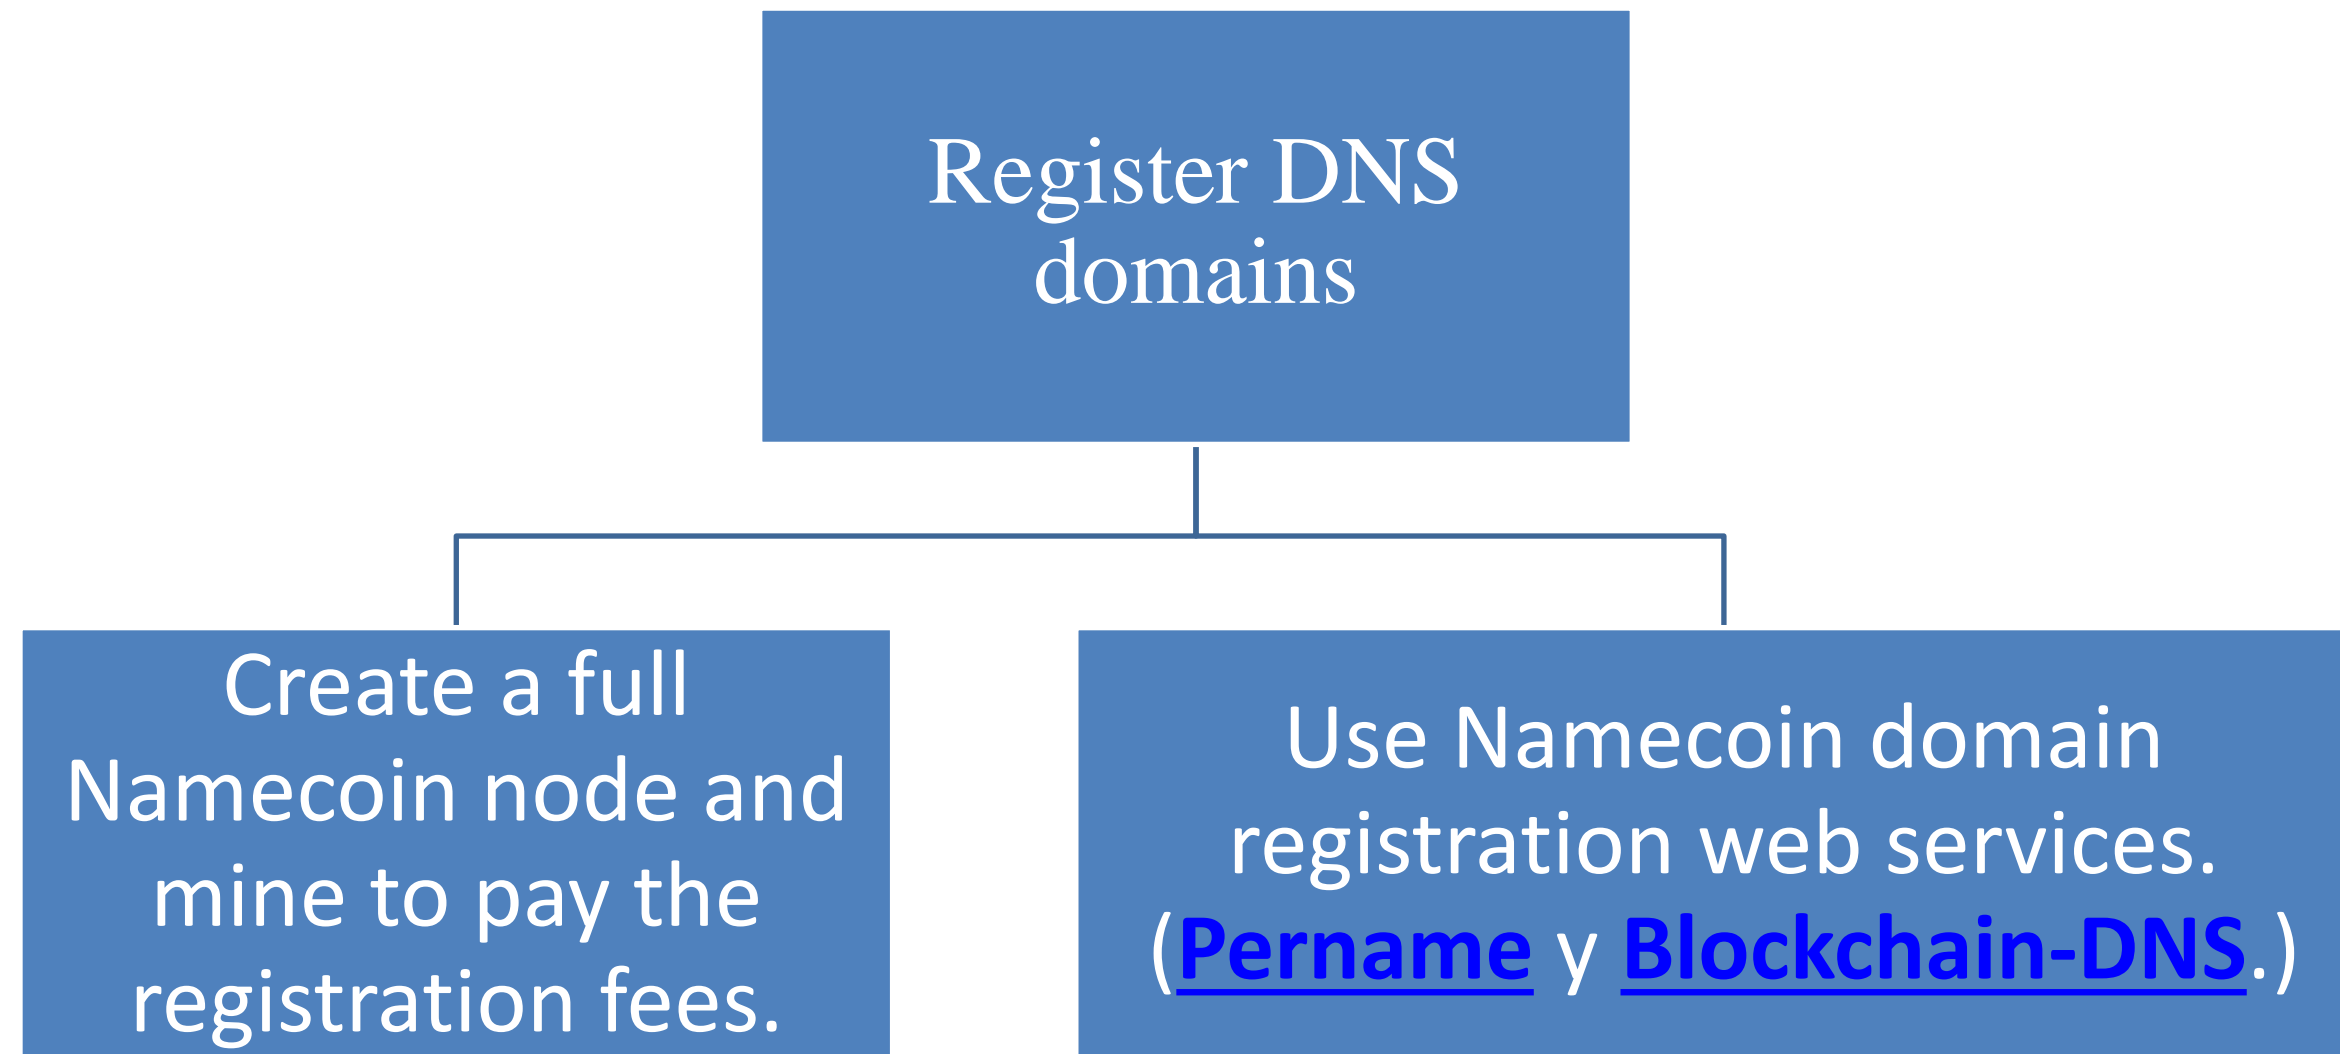 Register DNS
domains
Create a full
Namecoin node and
mine to pay the
registration fees.
Use Namecoin domain
registration web services.
(Pername y Blockchain-DNS.)